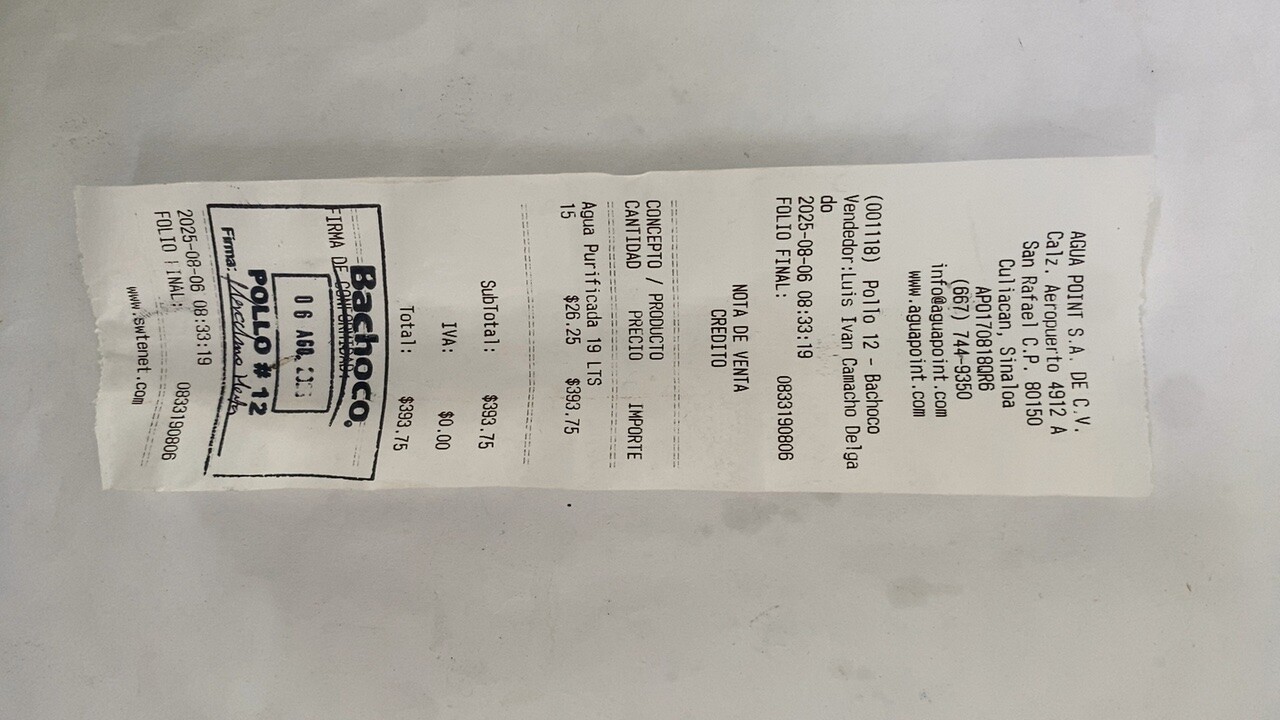 AGUA POINT S.A. DE C.V.
Calz. Aeropuerto 4912 A
San Rafael C.P. 80150
Culiacan, Sinaloa
APO170818QR6
(667) 744-9350
info@aguapoint.com
www.aguapoint.com
(001118) Pollo 12 - Bachoco
Vendedor:Luis Ivan Camacho Delga
do
2025-08-06 08:33:19
FOLIO FINAL: 0833190806
NOTA DE VENTA
CREDITO
CONCEPTO / PRODUCTO
CANTIDAD PRECIO IMPORTE
Agua Purificada 19 LTS
15 $26.25 $393.75
SubTotal: $393.75
IVA: $0.00
Total: $393.75
Bachoco
FIRMA DE CONFORMIDAD
06 AGO.
POLLO # 12
Firma:
2025-08-06 08:33:19
FOLIO FINAL: 0833190806
www.swtenet.com